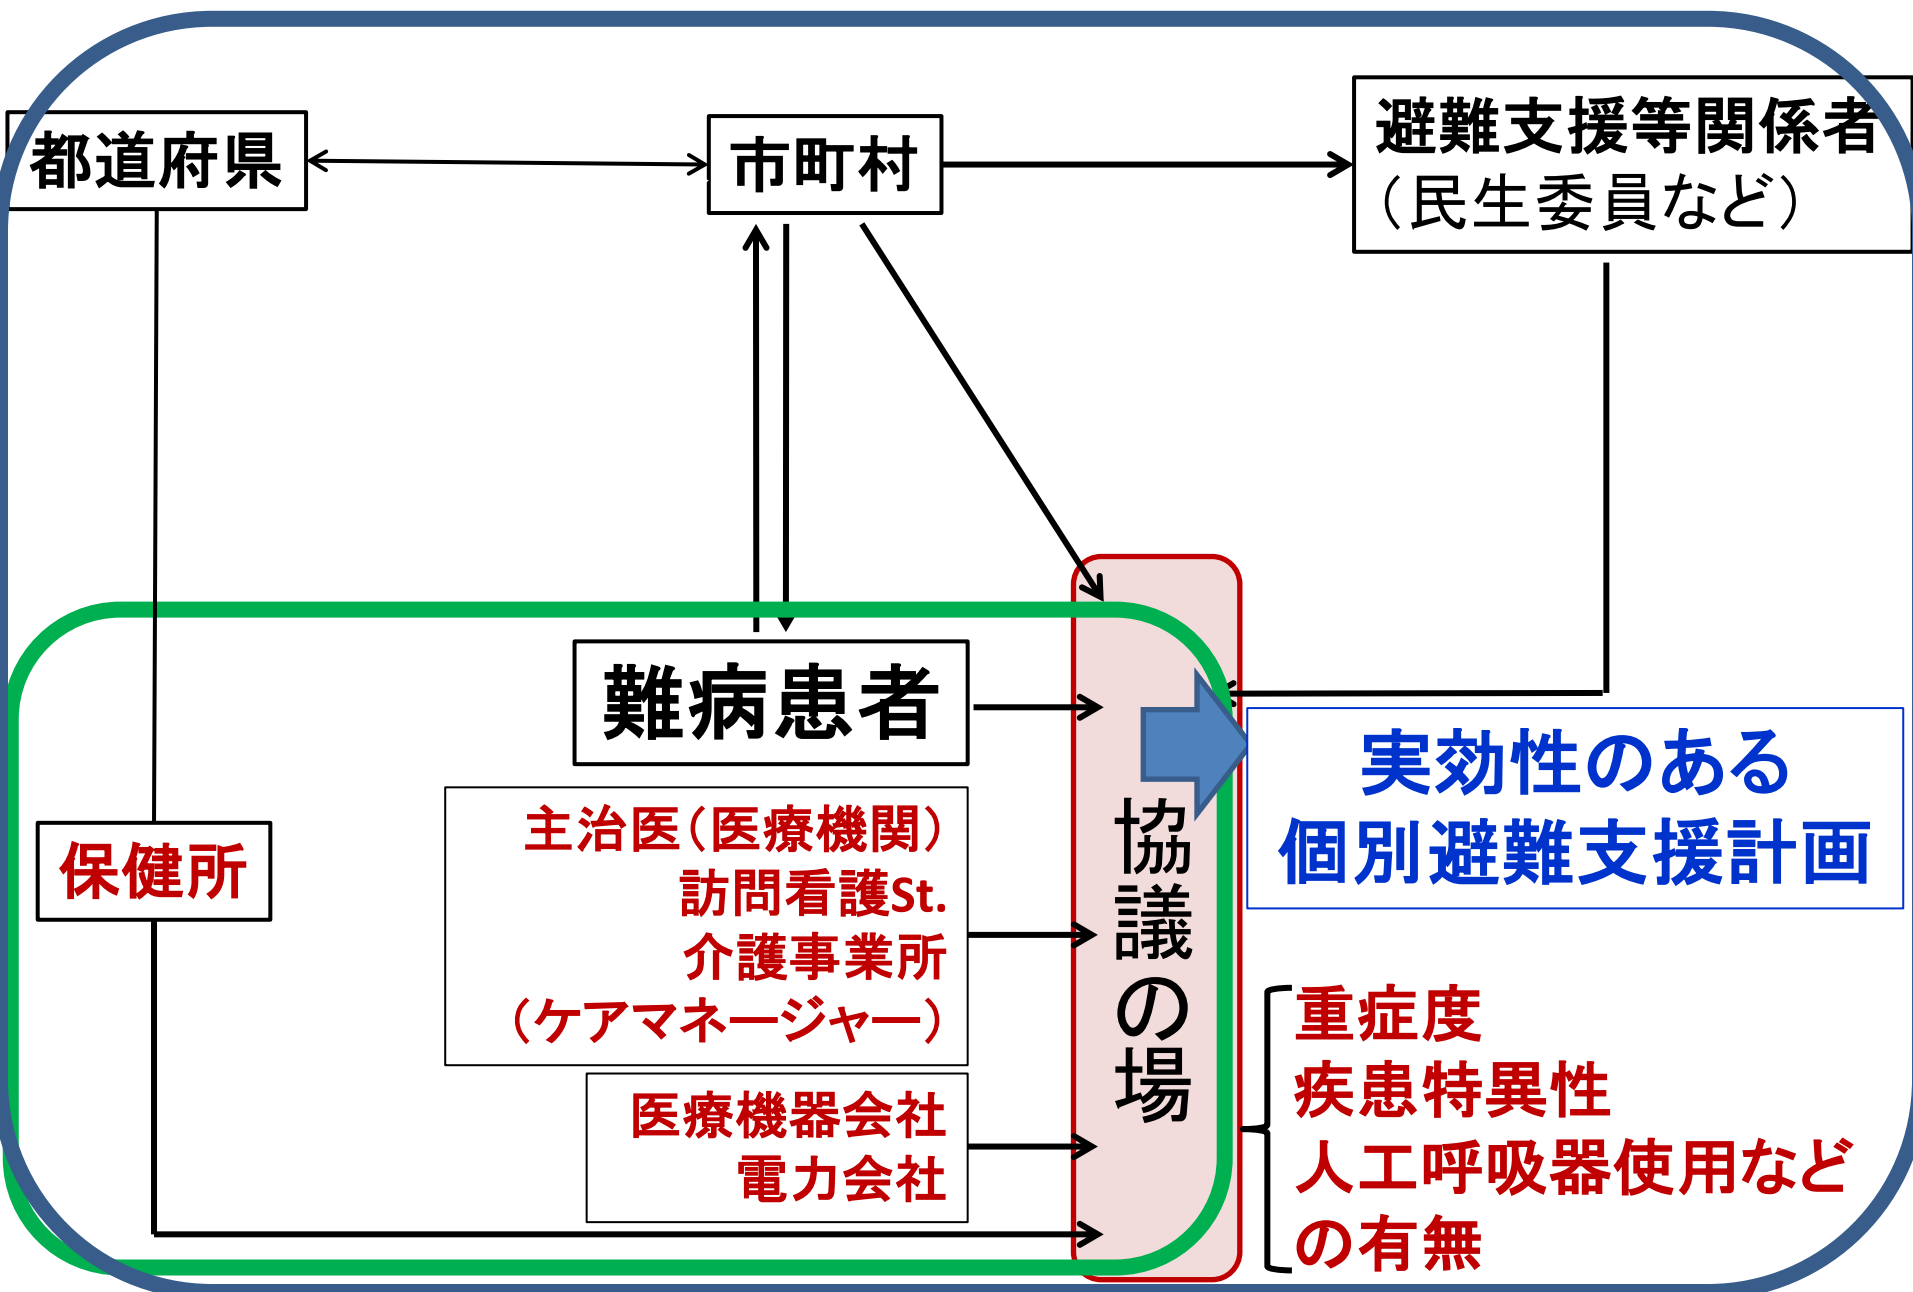 都道府県
市町村
避難支援等関係者
（民生委員など）
難病患者
主治医（医療機関）
訪問看護St.
介護事業所
（ケアマネージャー）
医療機器会社
電力会社
保健所
協議の場
実効性のある
個別避難支援計画
重症度
疾患特異性
人工呼吸器使用など
の有無